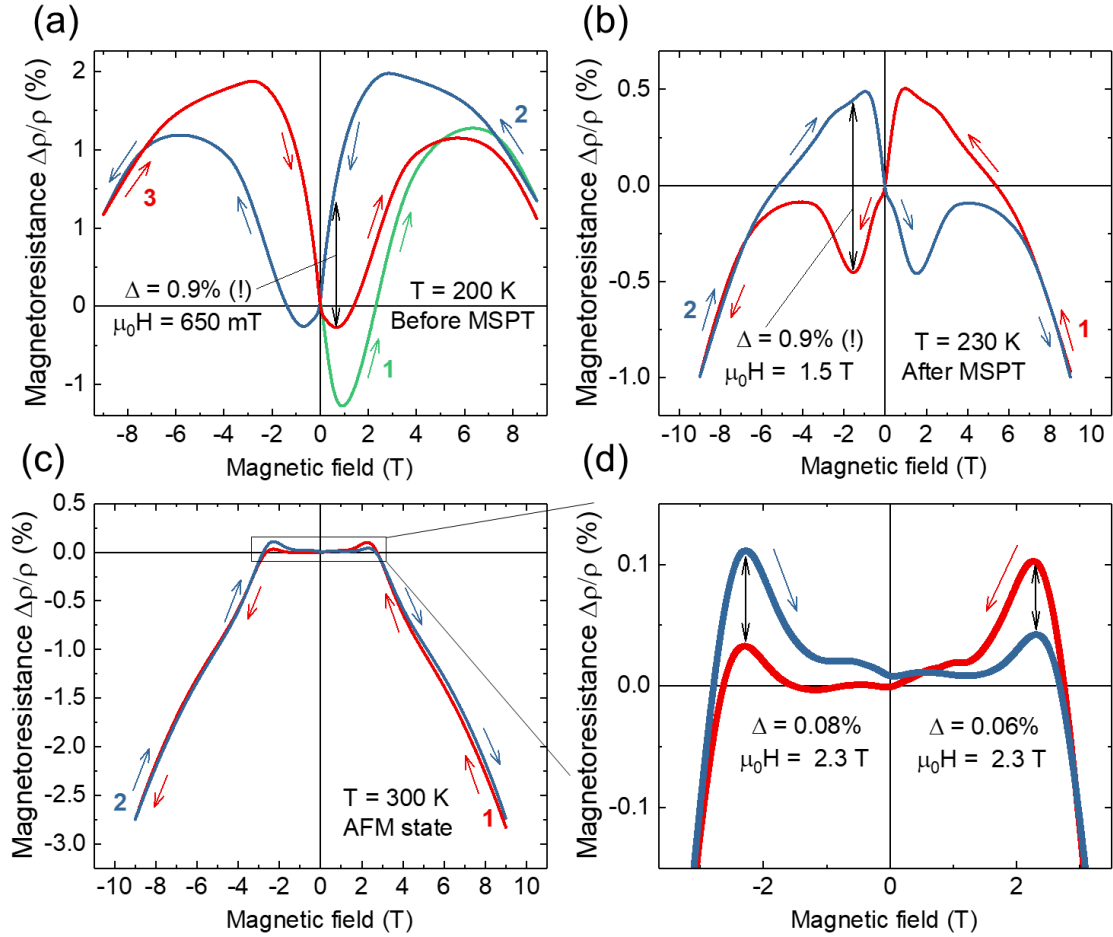 (a)
Magnetoresistance Δρ/ρ (%)
2
1
1
0
-1
2
3
1
Δ = 0.9% (!)
μ₀H = 650 mT
T = 200 K
Before MSPT
-8 -6 -4 -2 0 2 4 6 8
Magnetic field (T)
(b)
Magnetoresistance Δρ/ρ (%)
0.5
0.0
-0.5
-1.0
2
1
Δ = 0.9% (!)
μ₀H = 1.5 T
T = 230 K
After MSPT
-10 -8 -6 -4 -2 0 2 4 6 8 10
Magnetic field (T)
(c)
Magnetoresistance Δρ/ρ (%)
0.5
0.0
-0.5
-1.0
-1.5
-2.0
-2.5
-3.0
2
1
T = 300 K
AFM state
-10 -8 -6 -4 -2 0 2 4 6 8 10
Magnetic field (T)
(d)
Magnetoresistance Δρ/ρ (%)
0.1
0.0
-0.1
Δ = 0.08%
μ₀H = 2.3 T
Δ = 0.06%
μ₀H = 2.3 T
-2 0 2
Magnetic field (T)